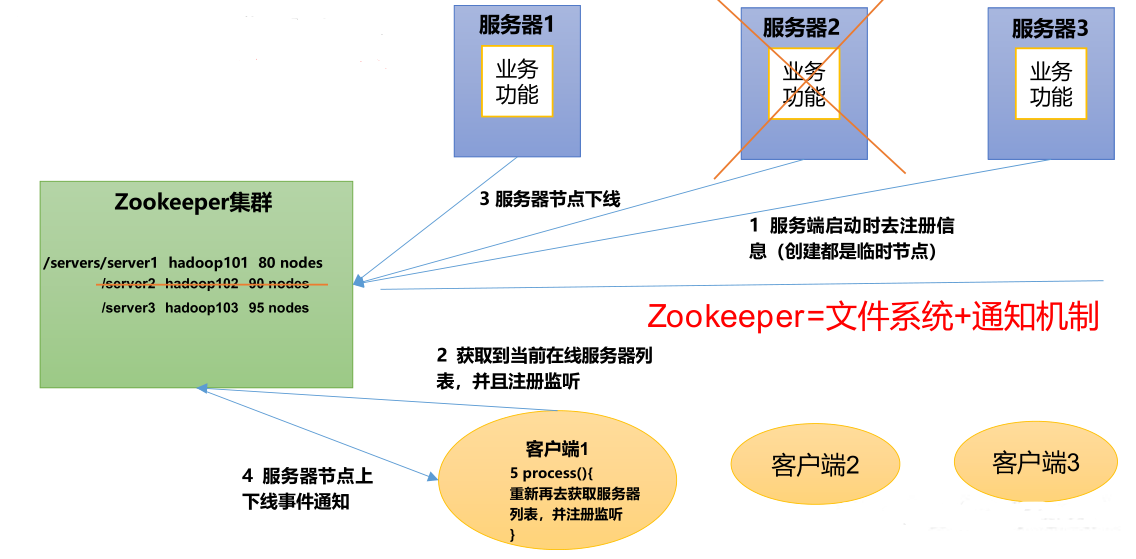 服务器1
业务
功能
服务器2
业务
功能
服务器3
业务
功能
3 服务器节点下线
1 服务端启动时去注册信
息（创建都是临时节点）
Zookeeper集群
/servers/server1 hadoop101 80 nodes
/server2 hadoop102 90 nodes
/server3 hadoop103 95 nodes
Zookeeper=文件系统+通知机制
2 获取到当前在线服务器列
表，并且注册监听
4 服务器节点上
下线事件通知
客户端1
5 process(){
重新再去获取服务器
列表，并注册监听
}
客户端2
客户端3